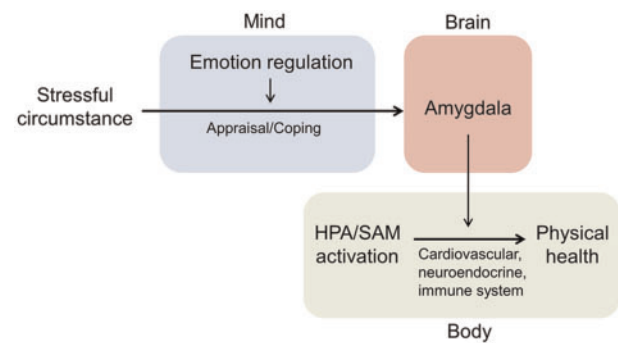 Mind
Brain
Emotion regulation
Stressful
circumstance
Appraisal/Coping
Amygdala
HPA/SAM
activation
Cardiovascular,
neuroendocrine,
immune system
Physical
health
Body